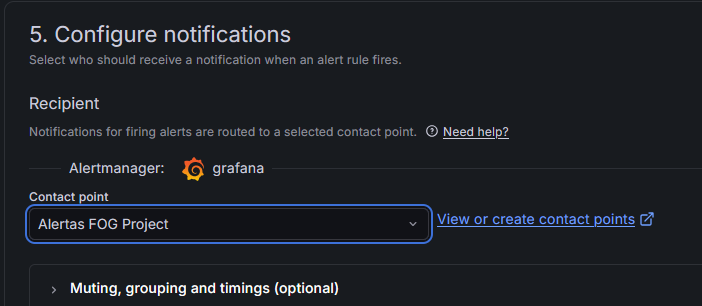 5. Configure notifications
Select who should receive a notification when an alert rule fires.
Recipient
Notifications for firing alerts are routed to a selected contact point. Need help?
Alertmanager: grafana
Contact point
Alertas FOG Project View or create contact points
Muting, grouping and timings (optional)